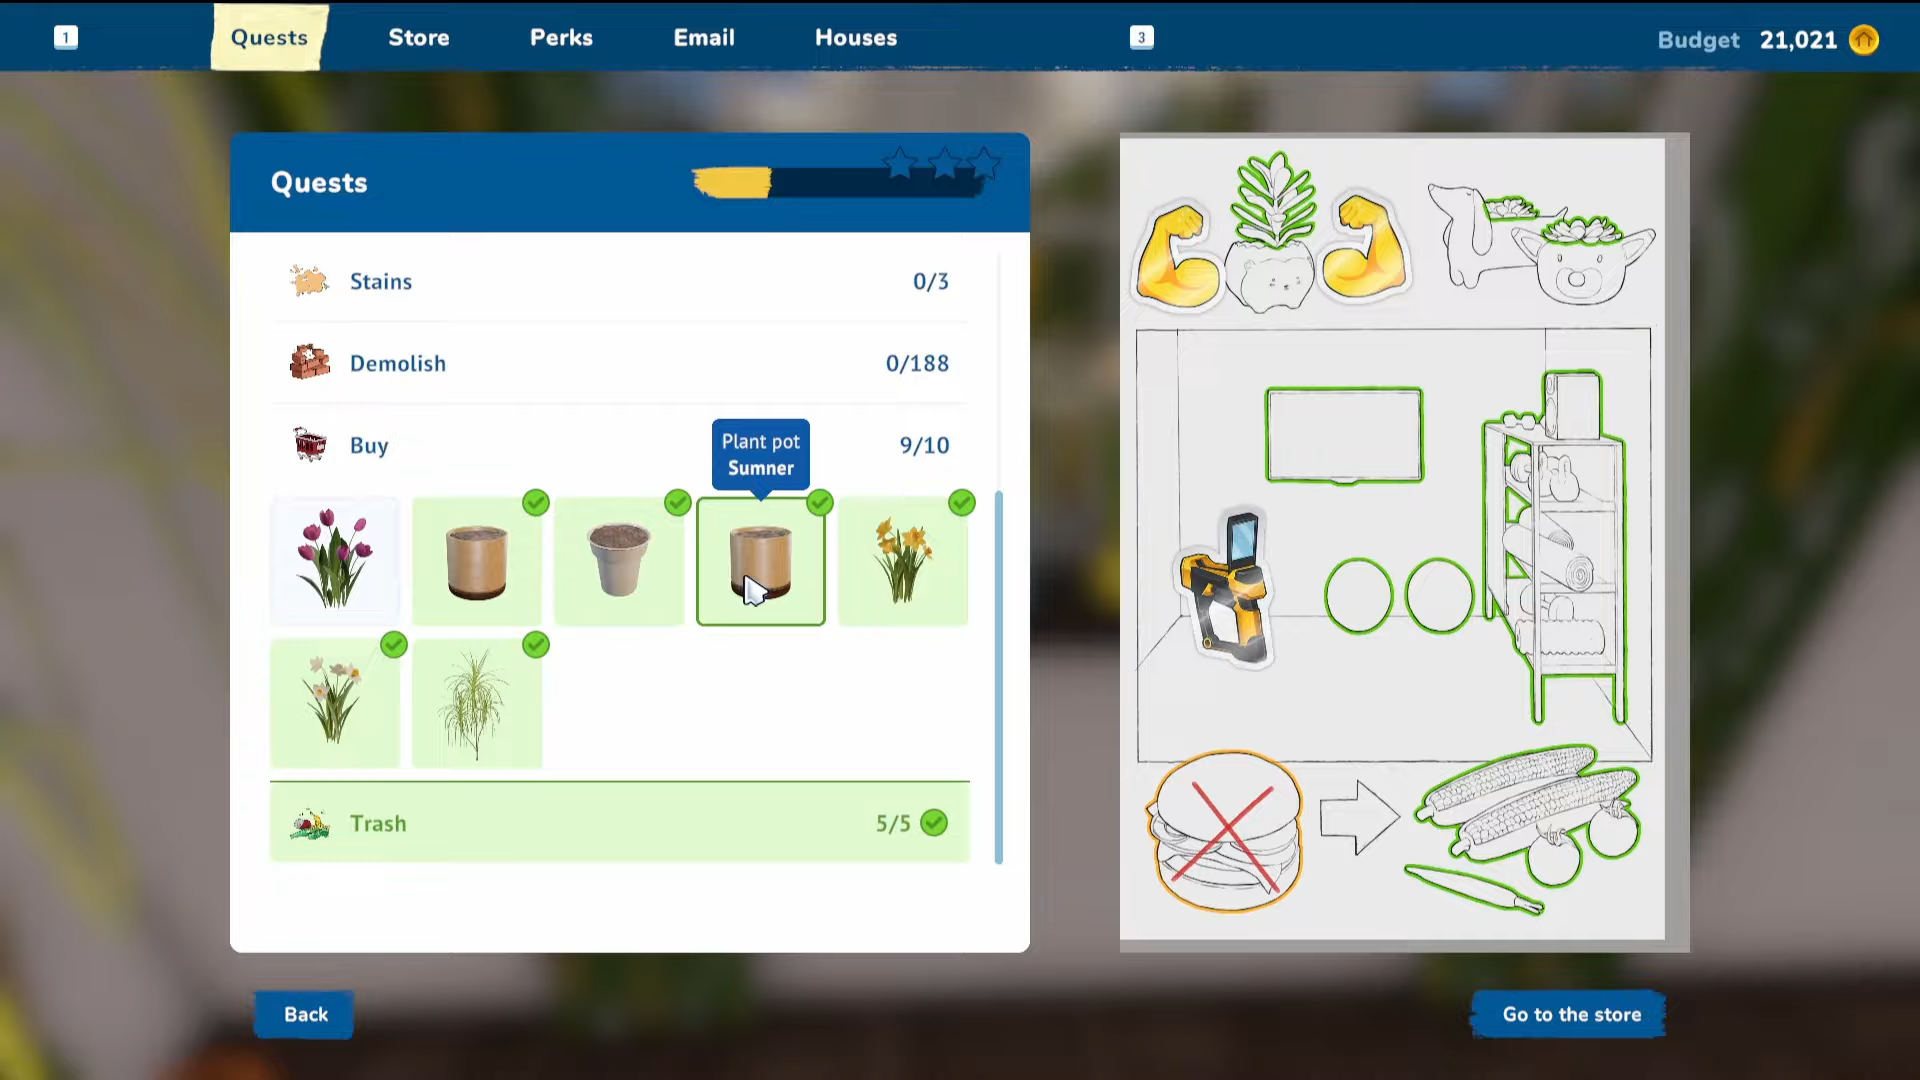 1
Quests
Store
Perks
Email
Houses
3
Budget 21,021
Quests
Stains 0/3
Demolish 0/188
Buy 9/10
Plant pot
Sumner
Trash 5/5
Back
Go to the store